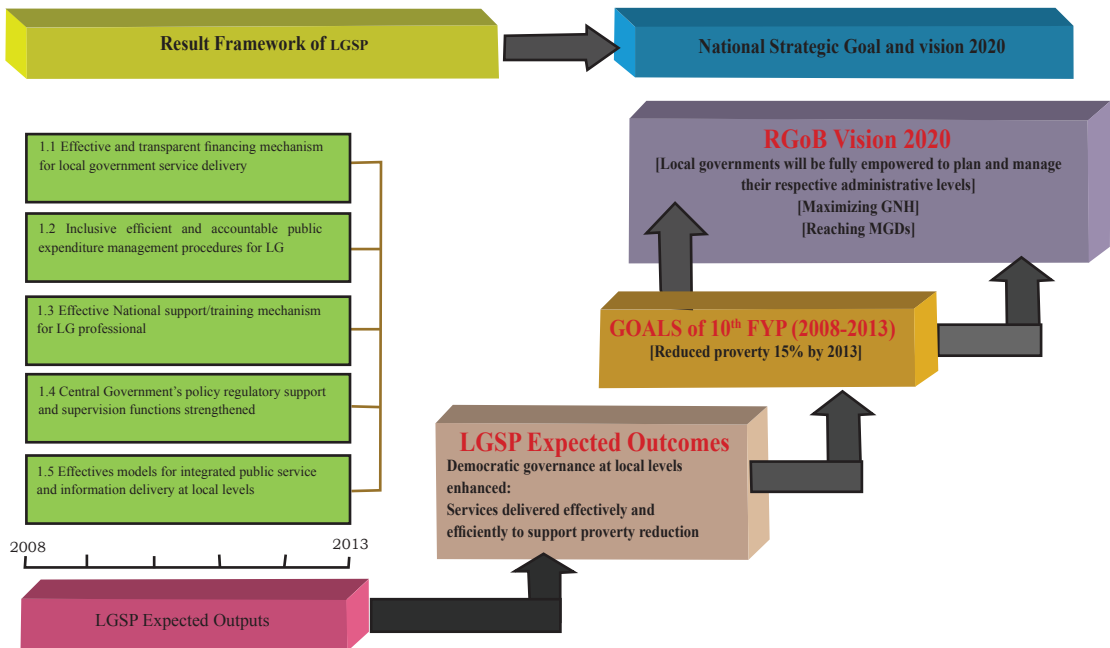 Result Framework of LGSP
National Strategic Goal and vision 2020
RGoB Vision 2020
[Local governments will be fully empowered to plan and manage
their respective administrative levels]
[Maximizing GNH]
[Reaching MGDs]
1.1 Effective and transparent financing mechanism
for local government service delivery
1.2 Inclusive efficient and accountable public
expenditure management procedures for LG
1.3 Effective National support/training mechanism
for LG professional
1.4 Central Government's policy regulatory support
and supervision functions strengthened
1.5 Effectives models for integrated public service
and information delivery at local levels
GOALS of 10th FYP (2008-2013)
[Reduced proverty 15% by 2013]
LGSP Expected Outcomes
Democratic governance at local levels
enhanced:
Services delivered effectively and
efficiently to support proverty reduction
2008
2013
LGSP Expected Outputs